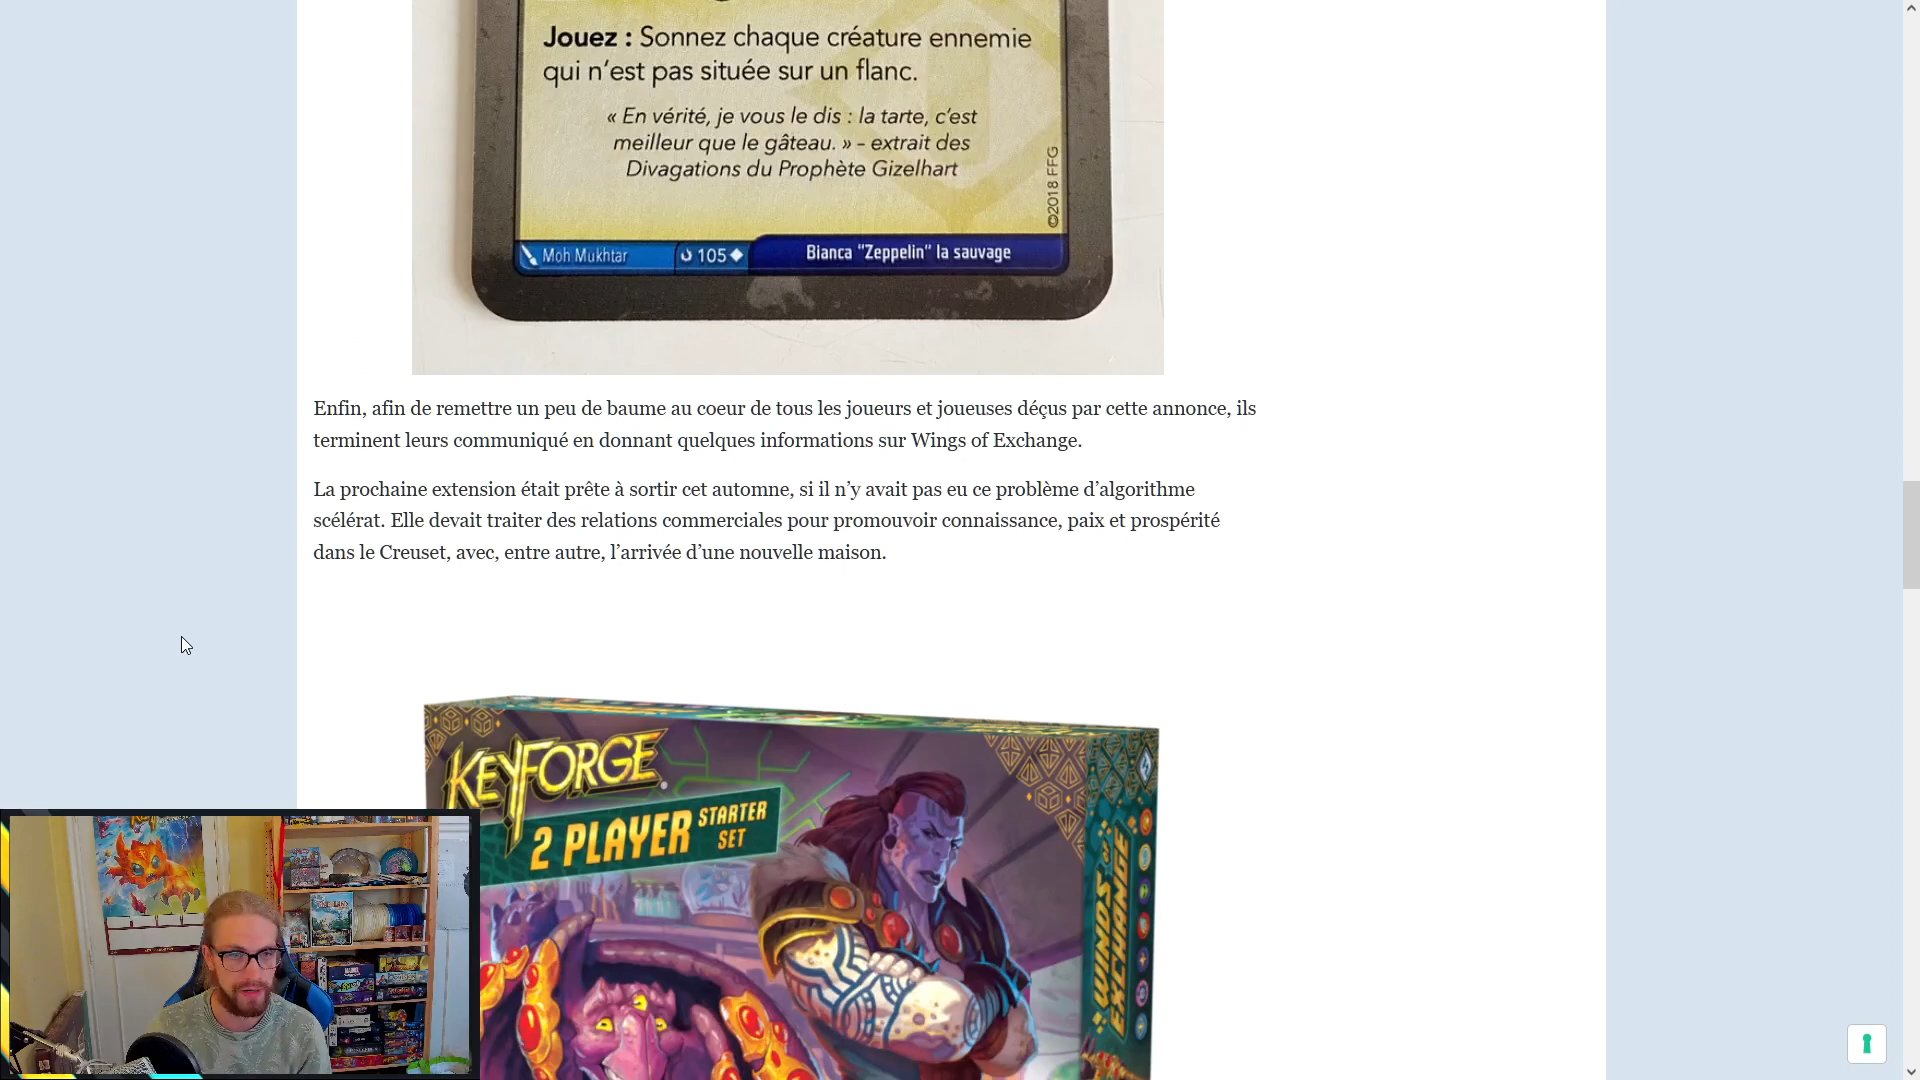 Jouez : Sonnez chaque créature ennemie
qui n'est pas située sur un flanc.
« En vérité, je vous le dis : la tarte, c'est
meilleur que le gâteau. » – extrait des
Divagations du Prophète Gizelhart
©2018 FFG
Moh Mukhtar
105
Bianca "Zeppelin" la sauvage
Enfin, afin de remettre un peu de baume au coeur de tous les joueurs et joueuses déçus par cette annonce, ils
terminent leurs communiqué en donnant quelques informations sur Wings of Exchange.
La prochaine extension était prête à sortir cet automne, si il n'y avait pas eu ce problème d'algorithme
scélérat. Elle devait traiter des relations commerciales pour promouvoir connaissance, paix et prospérité
dans le Creuset, avec, entre autre, l'arrivée d'une nouvelle maison.
KEYFORGE
2 PLAYER STARTER
SET
WINDS OF
EXCHANGE